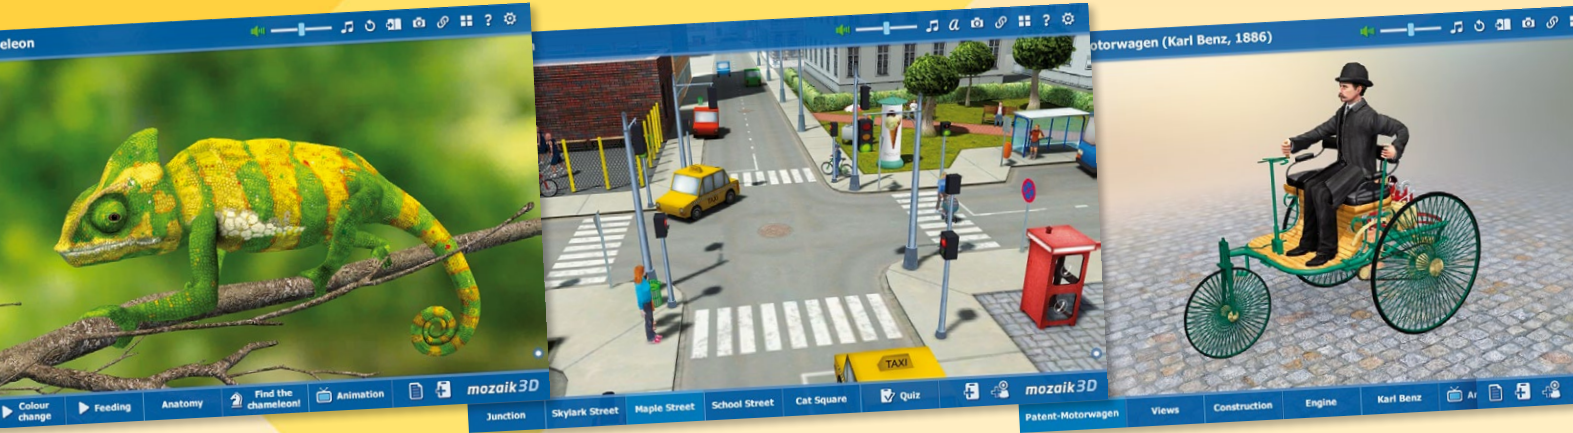 eleon
Colour
change
Feeding
Anatomy
Find the
chameleon!
Animation
mozaik3D
TAXI
TAXI
Junction
Skylark Street
Maple Street
School Street
Cat Square
Quiz
mozaik3D
otorwagen (Karl Benz, 1886)
Patent-Motorwagen
Views
Construction
Engine
Karl Benz